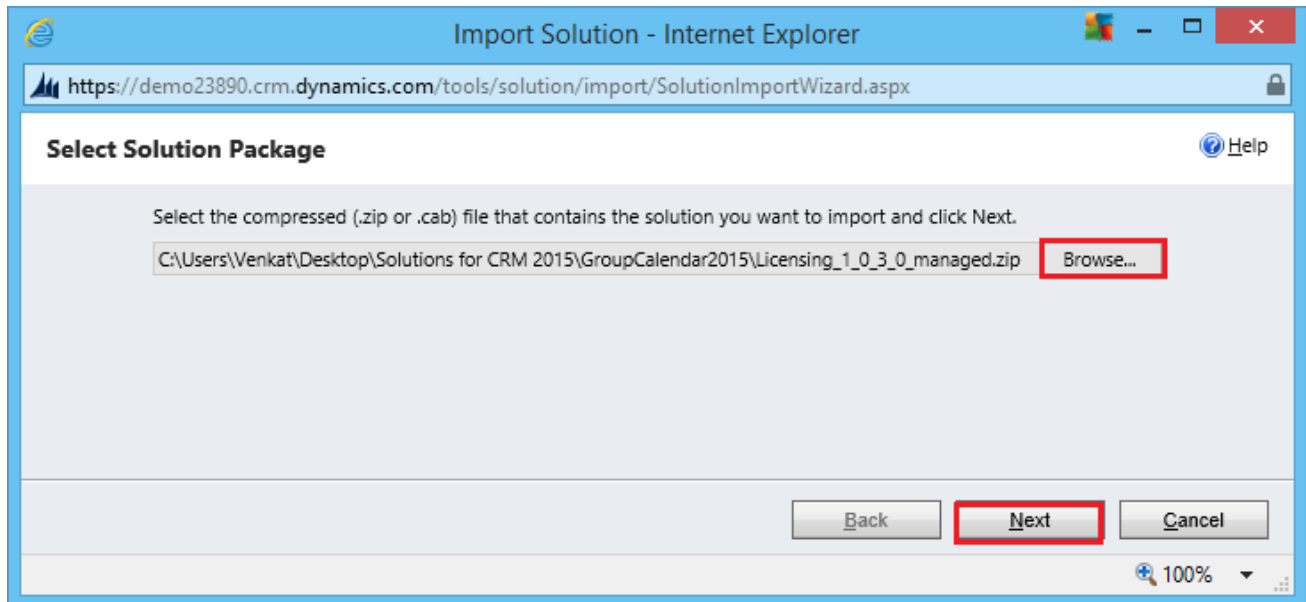 Import Solution - Internet Explorer
https://demo23890.crm.dynamics.com/tools/solution/import/SolutionImportWizard.aspx
Select Solution Package
Help
Select the compressed (.zip or .cab) file that contains the solution you want to import and click Next.
C:\Users\Venkat\Desktop\Solutions for CRM 2015\GroupCalendar2015\Licensing_1_0_3_0_managed.zip Browse...
Back Next Cancel
100%